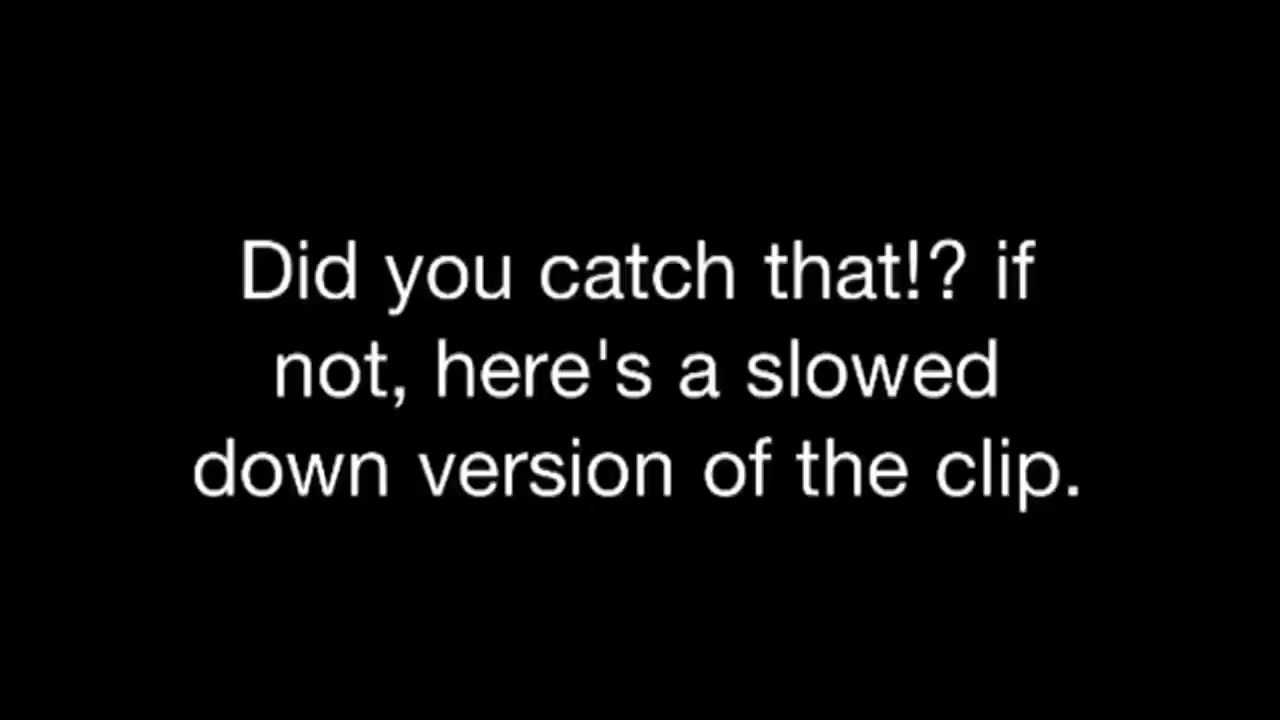 Did you catch that!? if
not, here's a slowed
down version of the clip.